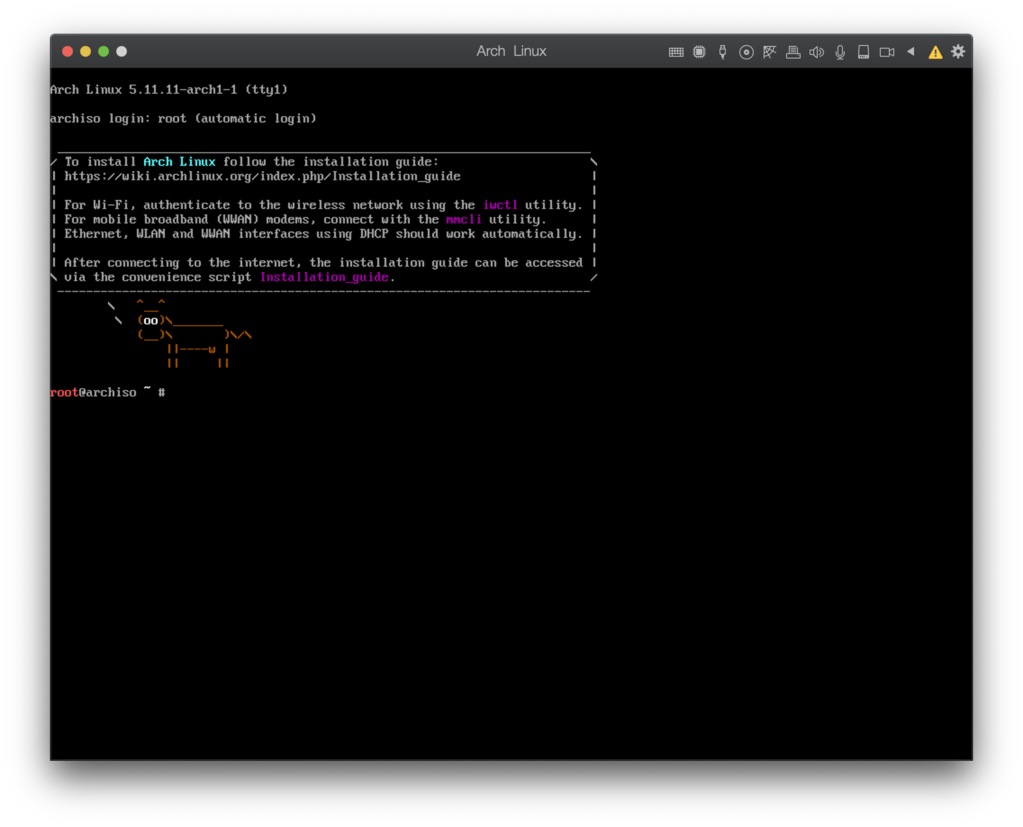 Arch Linux
Arch Linux 5.11.11-arch1-1 (tty1)
archiso login: root (automatic login)
To install Arch Linux follow the installation guide:
https://wiki.archlinux.org/index.php/Installation_guide
For Wi-Fi, authenticate to the wireless network using the iwctl utility.
For mobile broadband (WWAN) modems, connect with the mmcli utility.
Ethernet, WLAN and WWAN interfaces using DHCP should work automatically.
After connecting to the internet, the installation guide can be accessed
via the convenience script Installation_guide.
root@archiso ~ #